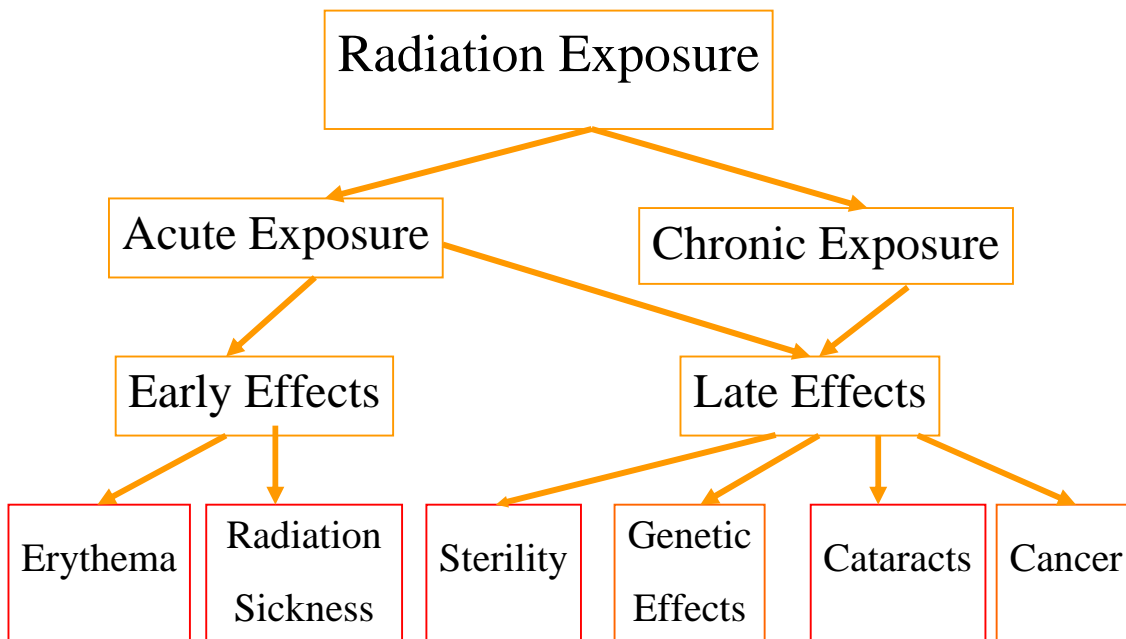 Radiation Exposure
Acute Exposure
Chronic Exposure
Early Effects
Late Effects
Erythema
Radiation
Sickness
Sterility
Genetic
Effects
Cataracts
Cancer